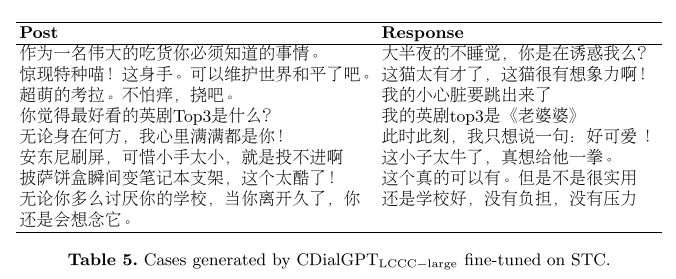 Post Response
作为一名伟大的吃货你必须知道的事情。 大半夜的不睡觉，你是在诱惑我么？
惊现特种喵！这身手。可以维护世界和平了吧。 这猫太有才了，这猫很有想象力啊！
超萌的考拉。不怕痒，挠吧。 我的小心脏要跳出来了
你觉得最好看的英剧Top3是什么？ 我的英剧top3是《老婆婆》
无论身在何方，我心里满满都是你！ 此时此刻，我只想说一句：好可爱 ！
安东尼刷屏，可惜小手太小，就是投不进啊 这小子太牛了，真想给他一拳。
披萨饼盒瞬间变笔记本支架，这个太酷了！ 这个真的可以有。但是不是很实用
无论你多么讨厌你的学校，当你离开久了，你 还是学校好，没有负担，没有压力
还是会想念它。
Table 5. Cases generated by CDialGPT_LCCC−large fine-tuned on STC.